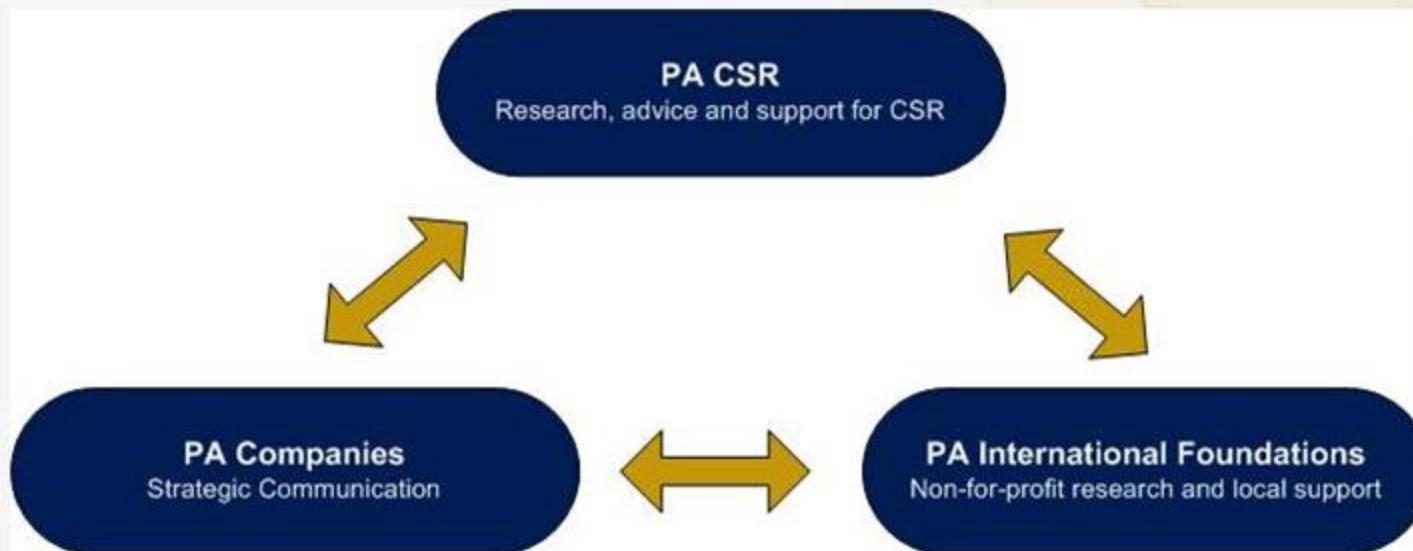 PA CSR
Research, advice and support for CSR
PA Companies
Strategic Communication
PA International Foundations
Non-for-profit research and local support